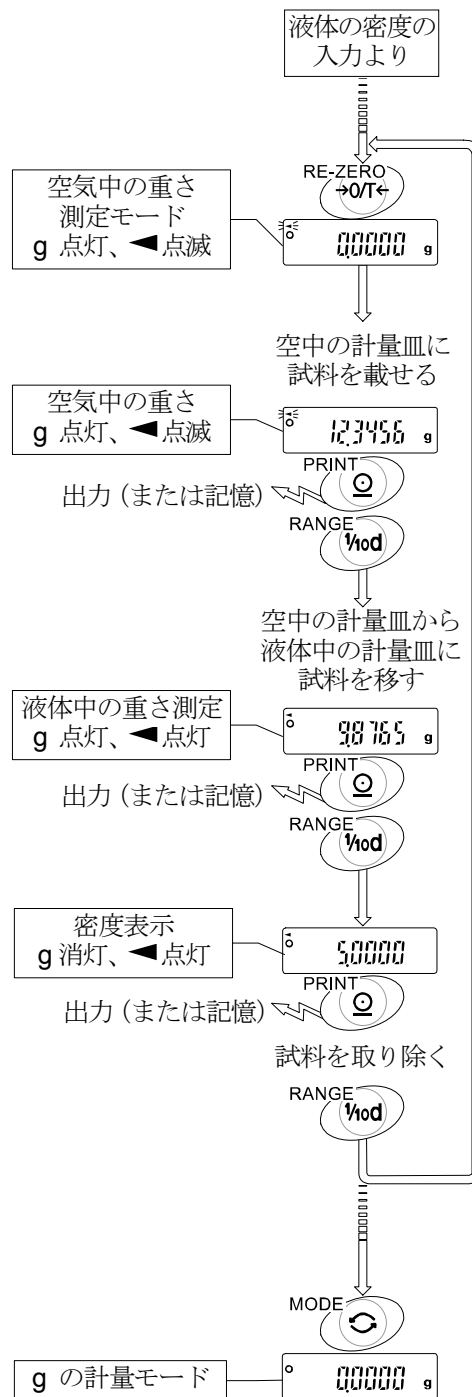 液体の密度の
入力より
RE-ZERO
→0/T←
空気中の重さ
測定モード
g 点灯、◀点滅
0.0000 g
空中の計量皿に
試料を載せる
空気中の重さ
g 点灯、◀点滅
12.3456 g
PRINT
出力（または記憶）
RANGE
1/10d
空中の計量皿から
液体中の計量皿に
試料を移す
液体中の重さ測定
g 点灯、◀点灯
9.8765 g
PRINT
出力（または記憶）
RANGE
1/10d
密度表示
g 消灯、◀点灯
5.0000
PRINT
出力（または記憶）
試料を取り除く
RANGE
1/10d
MODE
g の計量モード
0.0000 g